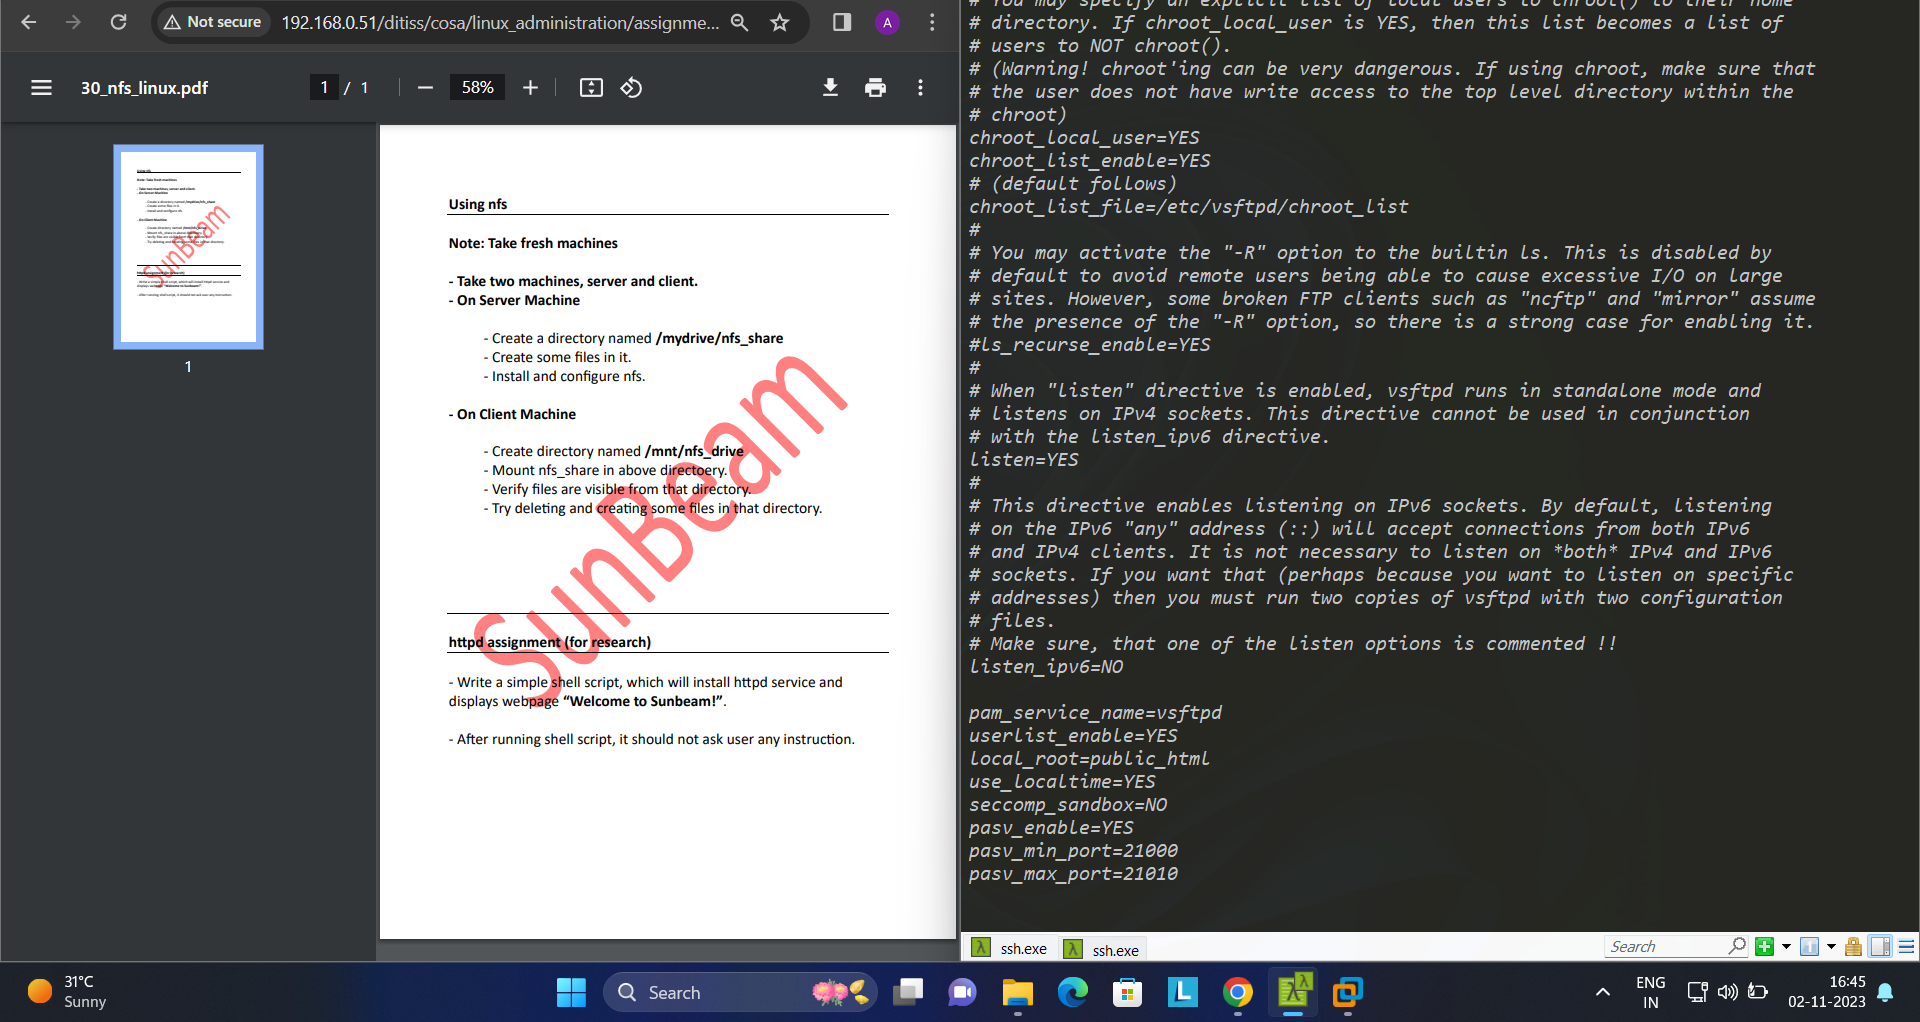 Not secure
192.168.0.51/ditiss/cosa/linux_administration/assignme...
A
30_nfs_linux.pdf
1 / 1
58%
1
Using nfs
Note: Take fresh machines
- Take two machines, server and client.
- On Server Machine
- Create a directory named /mydrive/nfs_share
- Create some files in it.
- Install and configure nfs.
- On Client Machine
- Create directory named /mnt/nfs_drive
- Mount nfs_share in above directoery.
- Verify files are visible from that directory.
- Try deleting and creating some files in that directory.
SunBeam
httpd assignment (for research)
- Write a simple shell script, which will install httpd service and
displays webpage “Welcome to Sunbeam!”.
- After running shell script, it should not ask user any instruction.
# You may specify an explicit list of local users to chroot() to their home
# directory. If chroot_local_user is YES, then this list becomes a list of
# users to NOT chroot().
# (Warning! chroot'ing can be very dangerous. If using chroot, make sure that
# the user does not have write access to the top level directory within the
# chroot)
chroot_local_user=YES
chroot_list_enable=YES
# (default follows)
chroot_list_file=/etc/vsftpd/chroot_list
#
# You may activate the "-R" option to the builtin ls. This is disabled by
# default to avoid remote users being able to cause excessive I/O on large
# sites. However, some broken FTP clients such as "ncftp" and "mirror" assume
# the presence of the "-R" option, so there is a strong case for enabling it.
#ls_recurse_enable=YES
#
# When "listen" directive is enabled, vsftpd runs in standalone mode and
# listens on IPv4 sockets. This directive cannot be used in conjunction
# with the listen_ipv6 directive.
listen=YES
#
# This directive enables listening on IPv6 sockets. By default, listening
# on the IPv6 "any" address (::) will accept connections from both IPv6
# and IPv4 clients. It is not necessary to listen on *both* IPv4 and IPv6
# sockets. If you want that (perhaps because you want to listen on specific
# addresses) then you must run two copies of vsftpd with two configuration
# files.
# Make sure, that one of the listen options is commented !!
listen_ipv6=NO
pam_service_name=vsftpd
userlist_enable=YES
local_root=public_html
use_localtime=YES
seccomp_sandbox=NO
pasv_enable=YES
pasv_min_port=21000
pasv_max_port=21010
ssh.exe
ssh.exe
Search
31°C
Sunny
Search
L
ENG
IN
16:45
02-11-2023